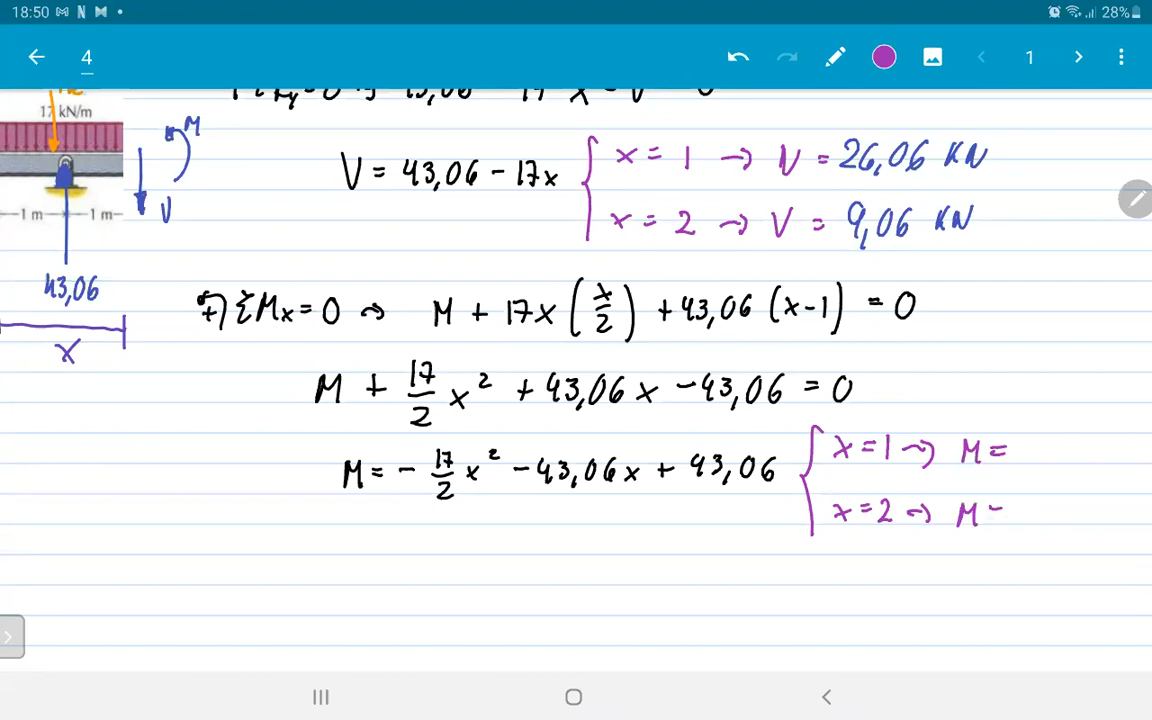 18:50
28%
4
1
17 kN/m
M
V
1 m
1 m
43,06
x
V = 43,06 - 17x
x = 1 → V = 26,06 KN
x = 2 → V = 9,06 KN
+) ΣMx = 0 → M + 17x (x/2) + 43,06 (x-1) = 0
M + 17/2 x² + 43,06x - 43,06 = 0
M = - 17/2 x² - 43,06x + 43,06
x = 1 → M =
x = 2 → M -